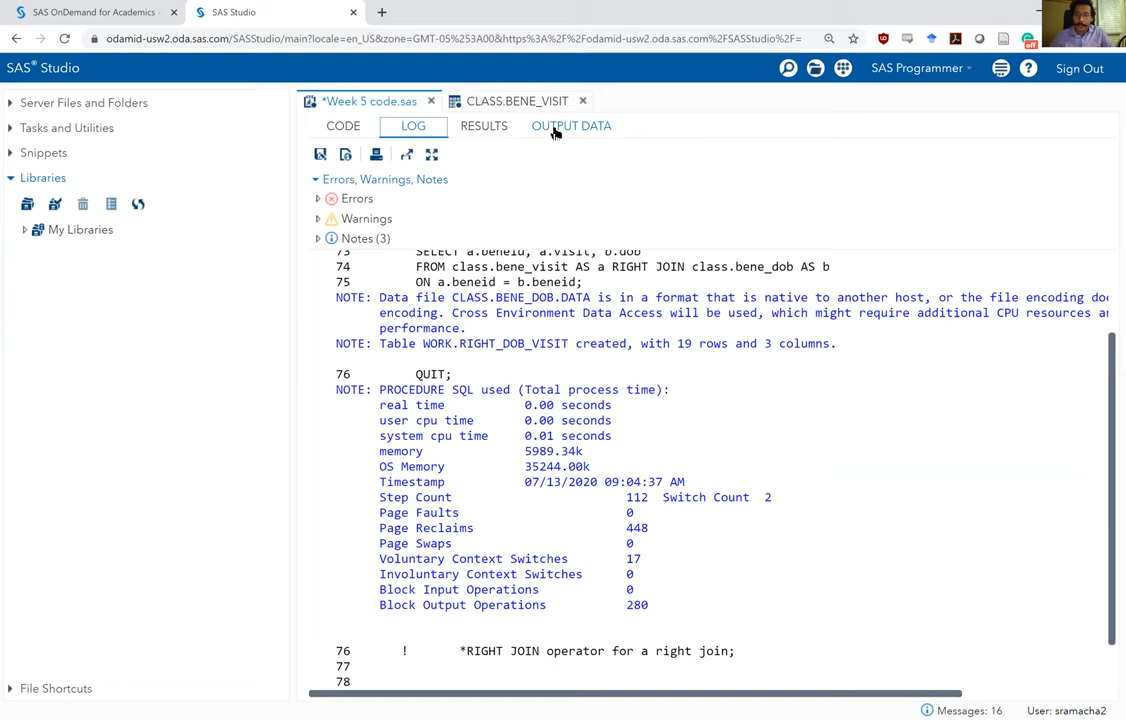 SAS OnDemand for Academics -
SAS Studio
odamid-usw2.oda.sas.com/SASStudio/main?locale=en_US&zone=GMT-05%253A00&https%3A%2F%2Fodamid-usw2.oda.sas.com%2FSASStudio%2F=
off
SAS® Studio
SAS Programmer
Sign Out
Server Files and Folders
Tasks and Utilities
Snippets
Libraries
My Libraries
File Shortcuts
*Week 5 code.sas
CLASS.BENE_VISIT
CODE
LOG
RESULTS
OUTPUT DATA
Errors, Warnings, Notes
Errors
Warnings
Notes (3)
73 SELECT a.beneid, a.visit, b.dob
74 FROM class.bene_visit AS a RIGHT JOIN class.bene_dob AS b
75 ON a.beneid = b.beneid;
NOTE: Data file CLASS.BENE_DOB.DATA is in a format that is native to another host, or the file encoding doe
encoding. Cross Environment Data Access will be used, which might require additional CPU resources an
performance.
NOTE: Table WORK.RIGHT_DOB_VISIT created, with 19 rows and 3 columns.
76 QUIT;
NOTE: PROCEDURE SQL used (Total process time):
real time 0.00 seconds
user cpu time 0.00 seconds
system cpu time 0.01 seconds
memory 5989.34k
OS Memory 35244.00k
Timestamp 07/13/2020 09:04:37 AM
Step Count 112 Switch Count 2
Page Faults 0
Page Reclaims 448
Page Swaps 0
Voluntary Context Switches 17
Involuntary Context Switches 0
Block Input Operations 0
Block Output Operations 280
76 ! *RIGHT JOIN operator for a right join;
77
78
Messages: 16
User: sramacha2